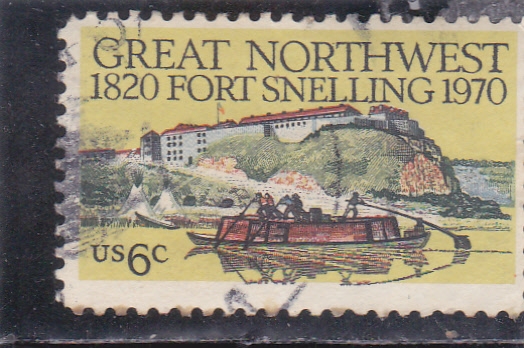 GREAT NORTHWEST
1820 FORT SNELLING 1970
US 6c